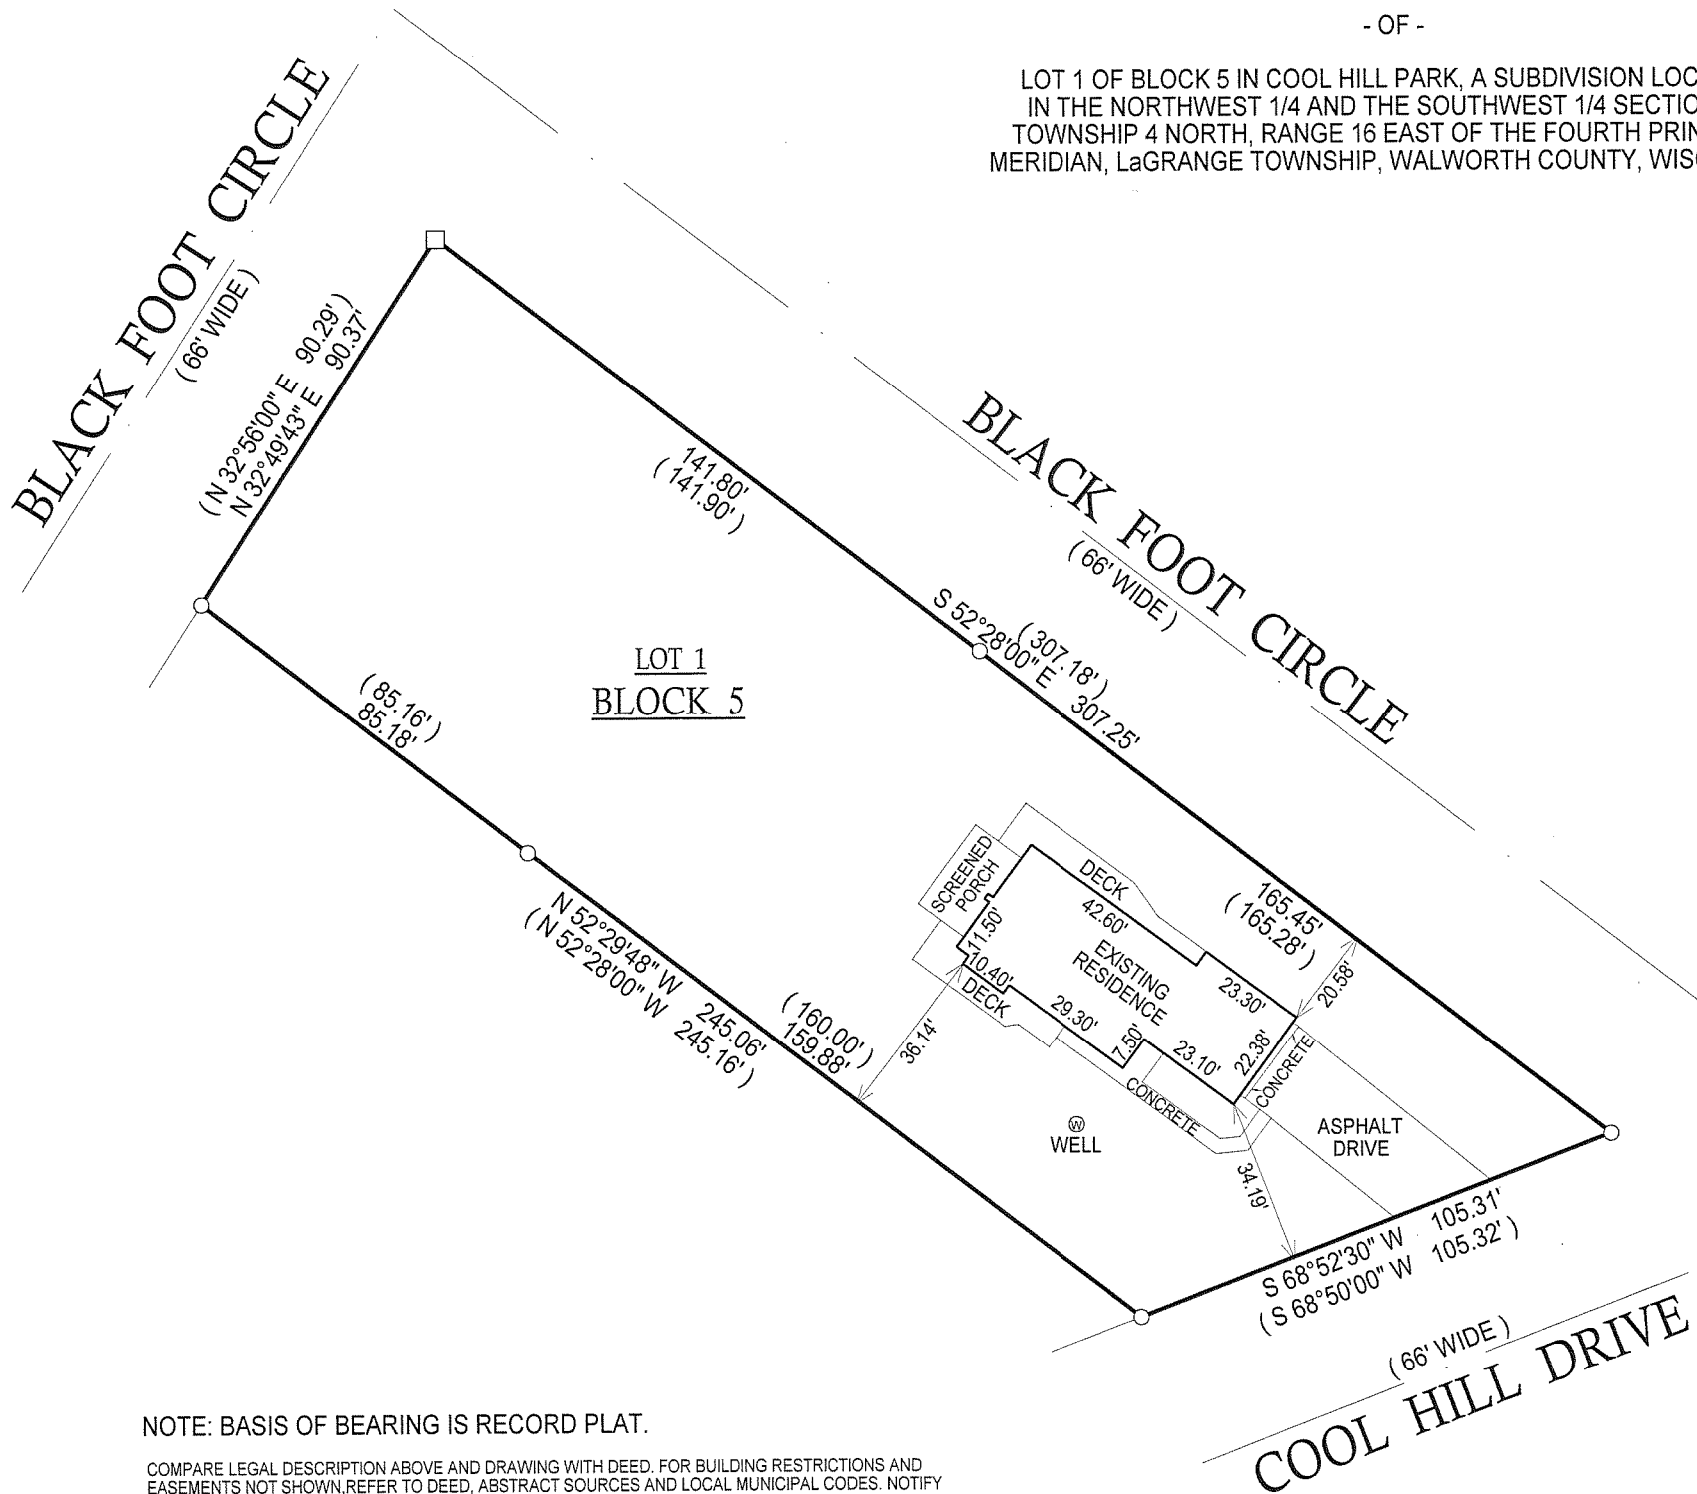 - OF -
LOT 1 OF BLOCK 5 IN COOL HILL PARK, A SUBDIVISION LOC
IN THE NORTHWEST 1/4 AND THE SOUTHWEST 1/4 SECTIO
TOWNSHIP 4 NORTH, RANGE 16 EAST OF THE FOURTH PRIN
MERIDIAN, LaGRANGE TOWNSHIP, WALWORTH COUNTY, WIS
BLACK FOOT CIRCLE
( 66' WIDE )
(N 32°56'00" E 90.29')
N 32°49'43" E 90.37'
141.80'
( 141.90' )
BLACK FOOT CIRCLE
( 66' WIDE )
( 307.18' )
S 52°28'00" E 307.25'
LOT 1
BLOCK 5
( 85.16' )
85.18'
165.45'
( 165.28' )
SCREENED
PORCH
DECK
42.60'
11.50'
EXISTING
RESIDENCE
23.30'
20.58'
10.40'
DECK
29.30'
7.50'
23.10'
22.38'
CONCRETE
CONCRETE
36.14'
N 52°29'48" W 245.06'
( N 52°28'00" W 245.16' )
( 160.00' )
159.88'
W
WELL
ASPHALT
DRIVE
34.19'
S 68°52'30" W 105.31'
( S 68°50'00" W 105.32' )
( 66' WIDE )
COOL HILL DRIVE
NOTE: BASIS OF BEARING IS RECORD PLAT.
COMPARE LEGAL DESCRIPTION ABOVE AND DRAWING WITH DEED. FOR BUILDING RESTRICTIONS AND
EASEMENTS NOT SHOWN,REFER TO DEED, ABSTRACT SOURCES AND LOCAL MUNICIPAL CODES. NOTIFY